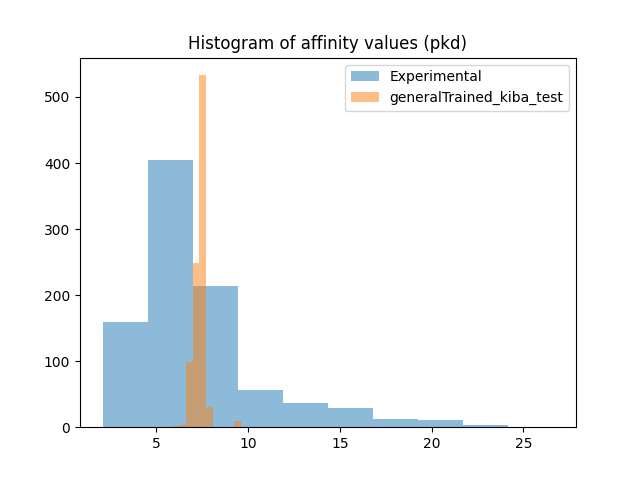 Histogram of affinity values (pkd)
Experimental
generalTrained_kiba_test
500
400
300
200
100
0
5 10 15 20 25